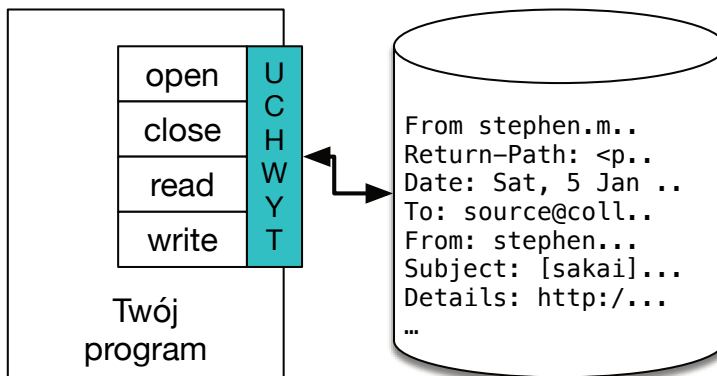 open
close
read
write
UCHWYT
Twój
program
From stephen.m..
Return-Path: <p..
Date: Sat, 5 Jan ..
To: source@coll..
From: stephen...
Subject: [sakai]...
Details: http:/...
…